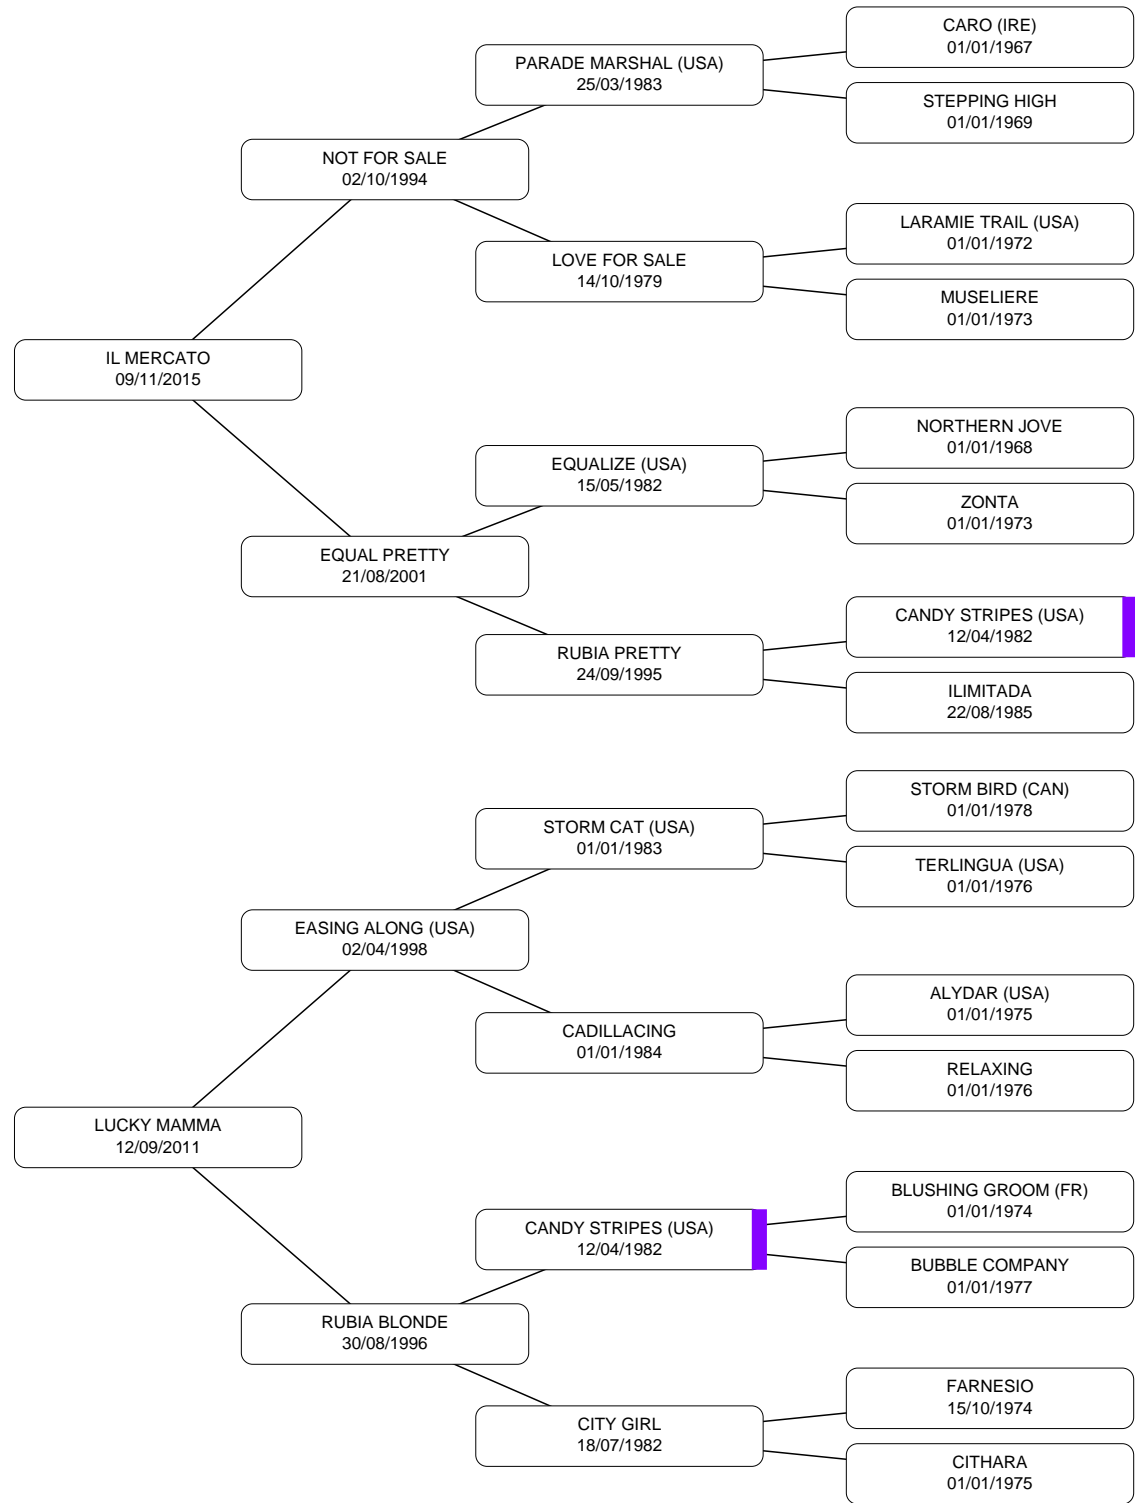 CARO (IRE)
01/01/1967
PARADE MARSHAL (USA)
25/03/1983
STEPPING HIGH
01/01/1969
NOT FOR SALE
02/10/1994
LARAMIE TRAIL (USA)
01/01/1972
LOVE FOR SALE
14/10/1979
MUSELIERE
01/01/1973
IL MERCATO
09/11/2015
NORTHERN JOVE
01/01/1968
EQUALIZE (USA)
15/05/1982
ZONTA
01/01/1973
EQUAL PRETTY
21/08/2001
CANDY STRIPES (USA)
12/04/1982
RUBIA PRETTY
24/09/1995
ILIMITADA
22/08/1985
STORM BIRD (CAN)
01/01/1978
STORM CAT (USA)
01/01/1983
TERLINGUA (USA)
01/01/1976
EASING ALONG (USA)
02/04/1998
ALYDAR (USA)
01/01/1975
CADILLACING
01/01/1984
RELAXING
01/01/1976
LUCKY MAMMA
12/09/2011
BLUSHING GROOM (FR)
01/01/1974
CANDY STRIPES (USA)
12/04/1982
BUBBLE COMPANY
01/01/1977
RUBIA BLONDE
30/08/1996
FARNESIO
15/10/1974
CITY GIRL
18/07/1982
CITHARA
01/01/1975